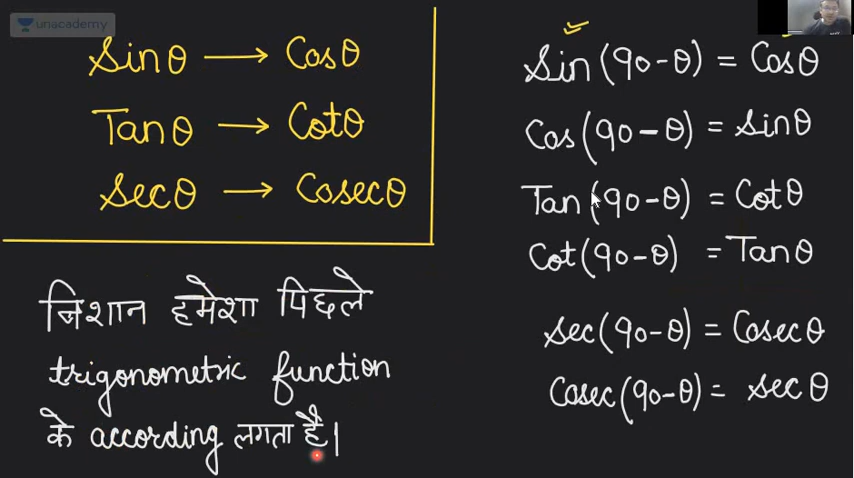 unacademy
Sinθ → Cosθ
Tanθ → Cotθ
Secθ → Cosecθ
निशान हमेशा पिछले
trigonometric function
के according लगता है।
Sin(90-θ) = Cosθ
Cos(90-θ) = Sinθ
Tan(90-θ) = Cotθ
Cot(90-θ) = Tanθ
Sec(90-θ) = Cosecθ
Cosec(90-θ) = Secθ